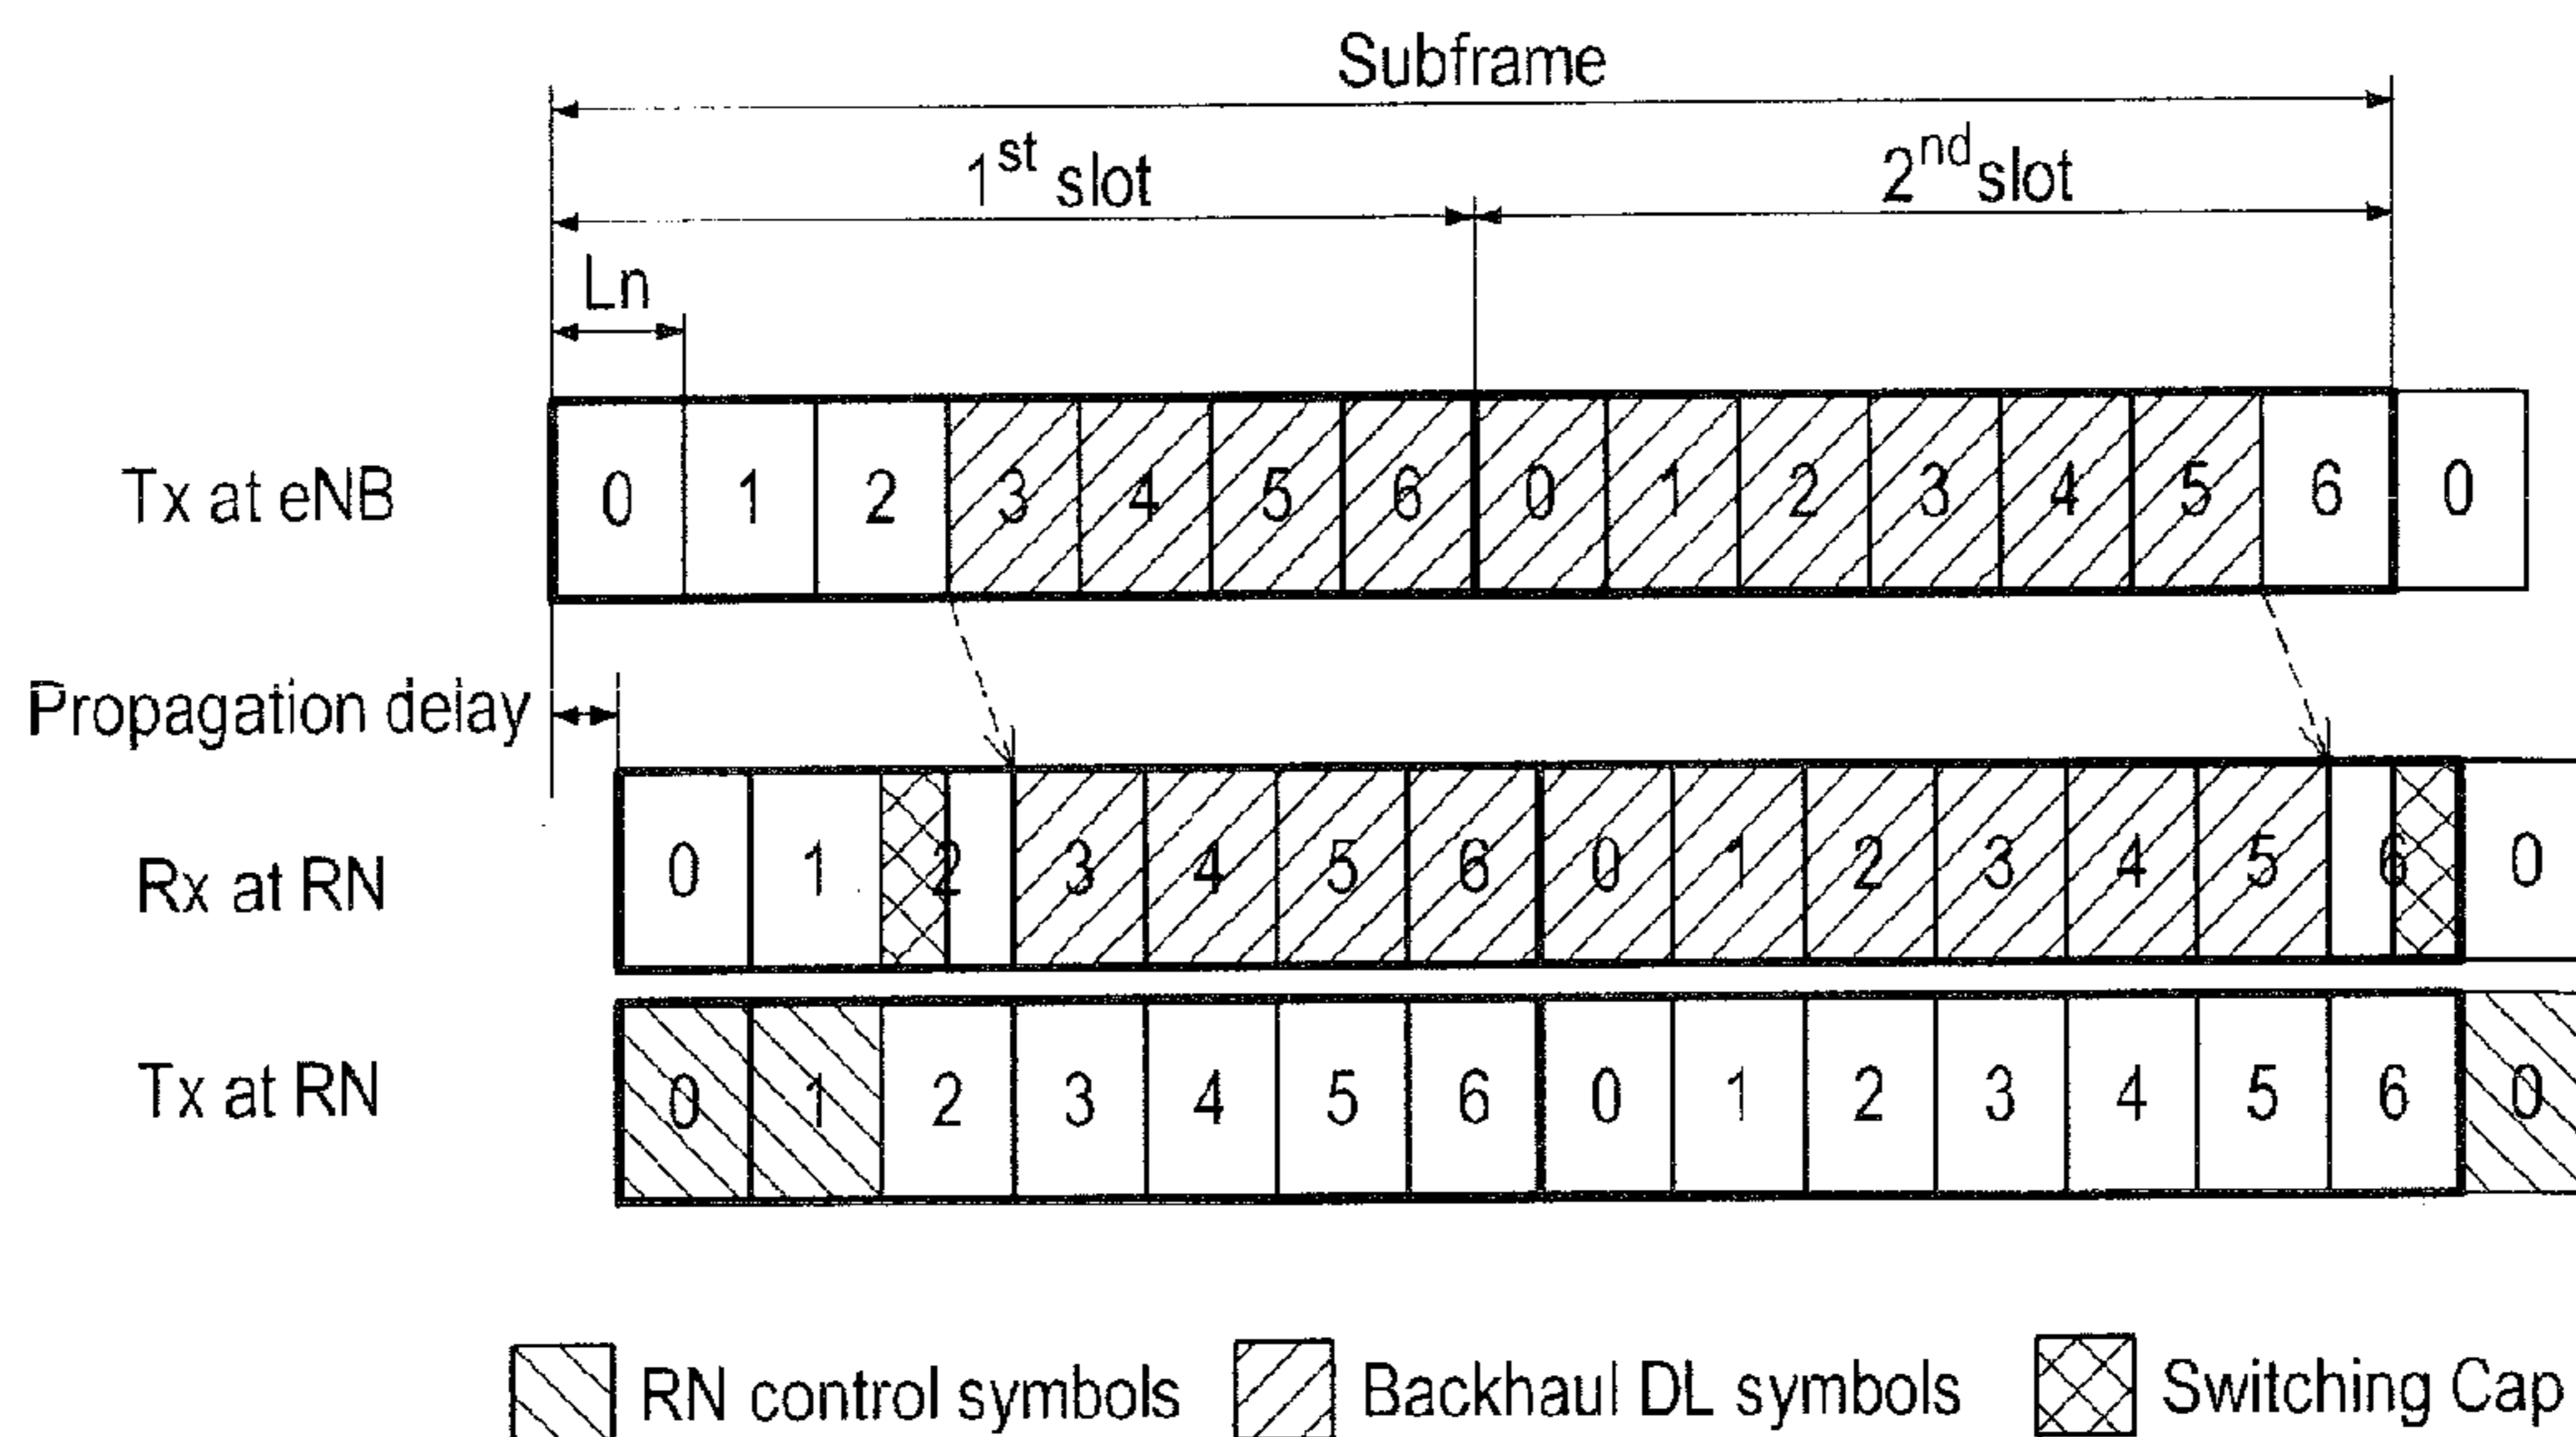 Subframe
1st slot 2nd slot
Ln
Tx at eNB 0 1 2 3 4 5 6 0 1 2 3 4 5 6 0
Propagation delay
Rx at RN 0 1 2 3 4 5 6 0 1 2 3 4 5 6 0
Tx at RN 0 1 2 3 4 5 6 0 1 2 3 4 5 6 0
RN control symbols Backhaul DL symbols Switching Cap